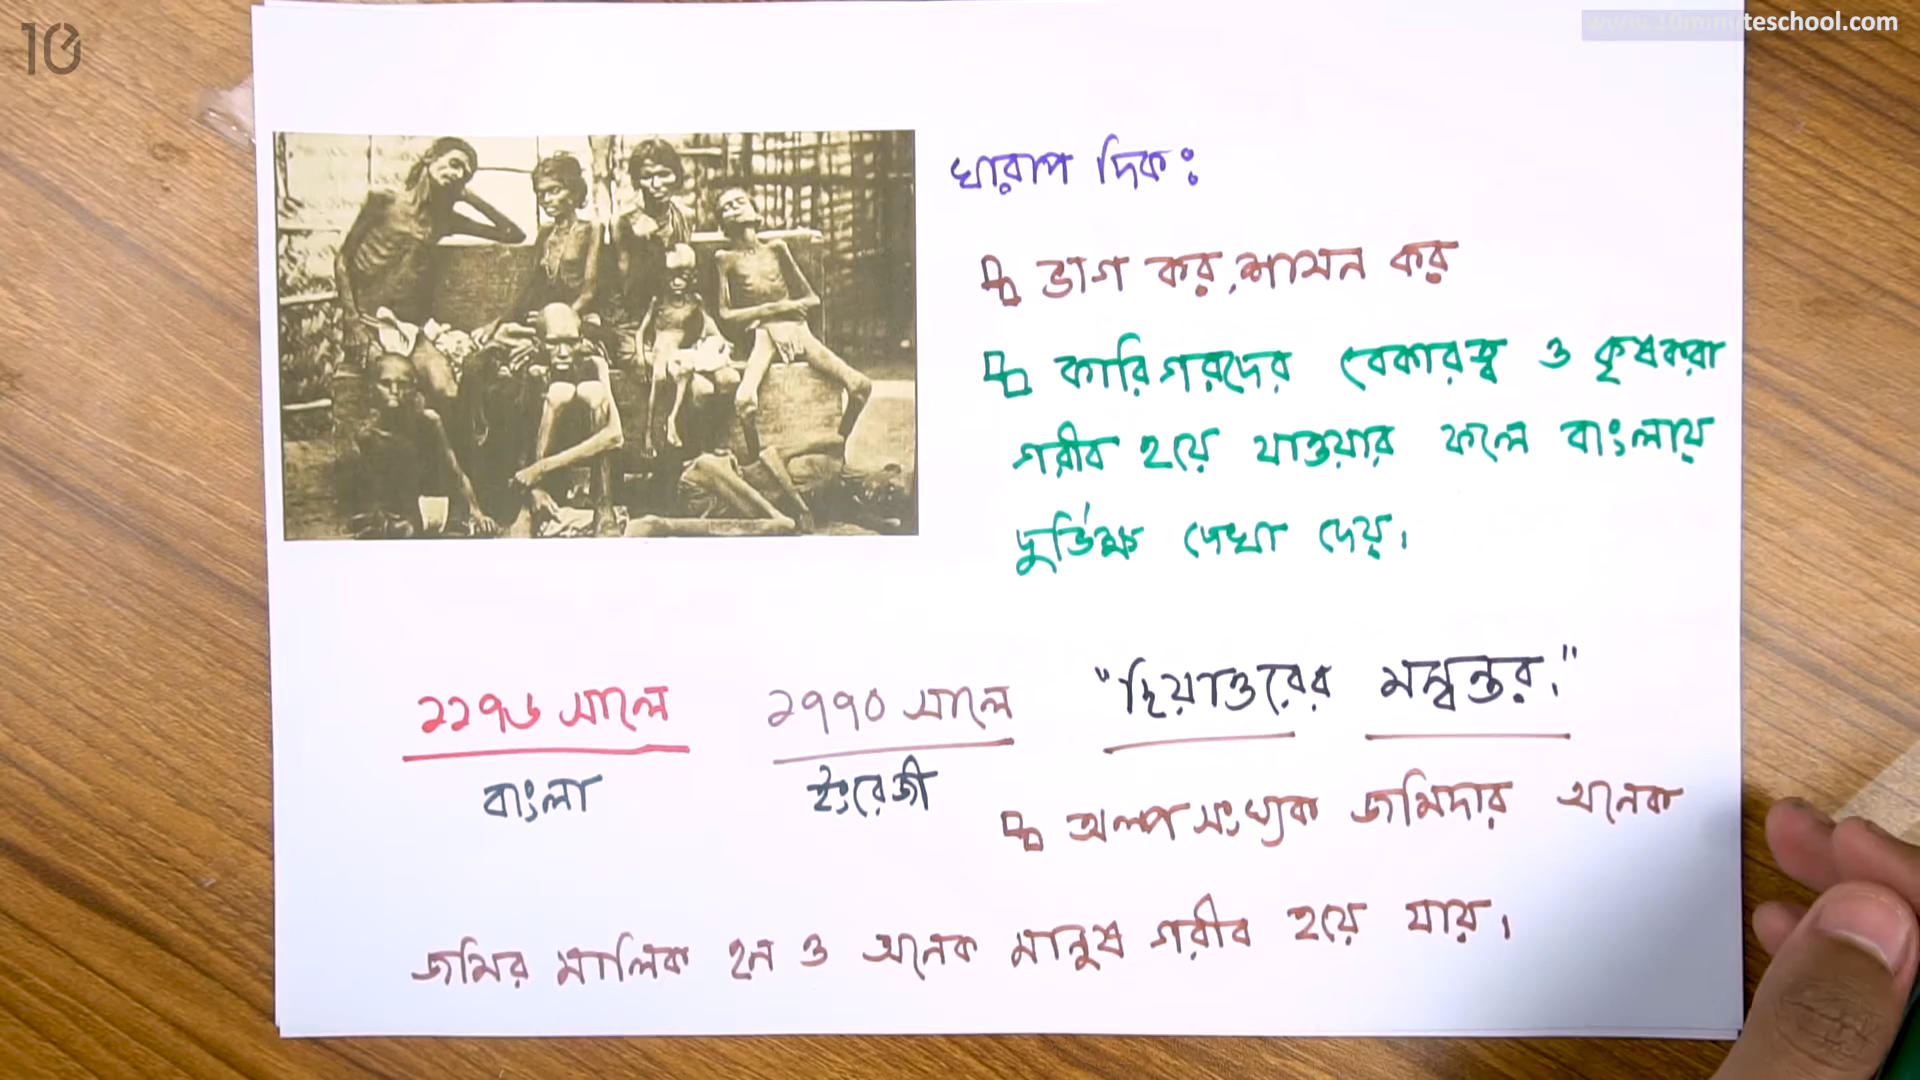 10
www.10minuteschool.com
খারাপ দিক:
ভাগ কর, শাসন কর
কারিগরদের বেকারত্ব ও কৃষকরা
গরীব হয়ে যাওয়ার ফলে বাংলায়
দুর্ভিক্ষ দেখা দেয়।
১১৭৬ সালে
বাংলা
১৭৭০ সালে
ইংরেজী
"ছিয়াত্তরের মন্বন্তর।"
অল্প সংখ্যক জমিদার অনেক
জমির মালিক হন ও অনেক মানুষ গরীব হয়ে যায়।